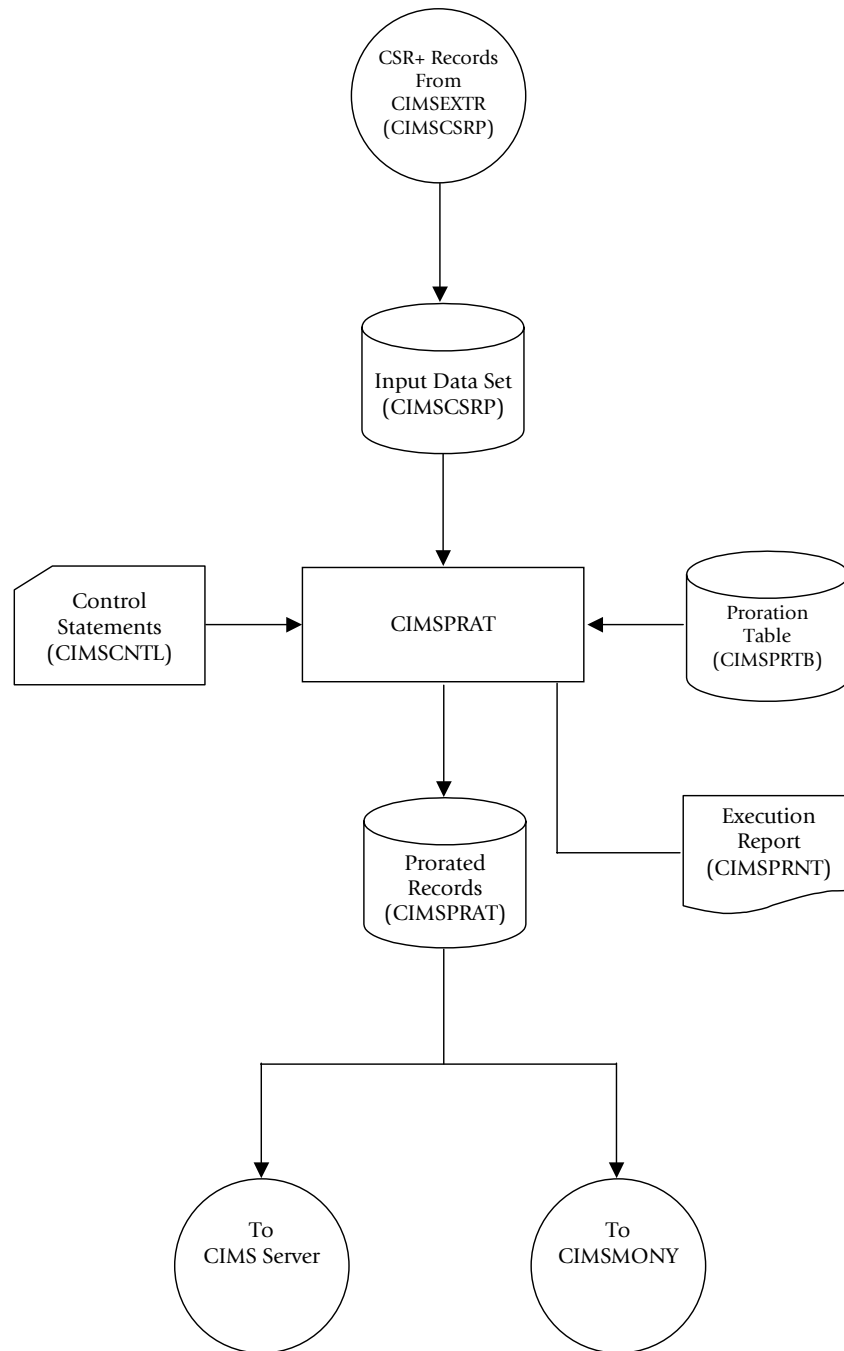 CSR+ Records
From
CIMSEXTR
(CIMSCSRP)
Input Data Set
(CIMSCSRP)
Control
Statements
(CIMSCNTL)
CIMSPRAT
Proration
Table
(CIMSPRTB)
Execution
Report
(CIMSPRNT)
Prorated
Records
(CIMSPRAT)
To
CIMS Server
To
CIMSMONY